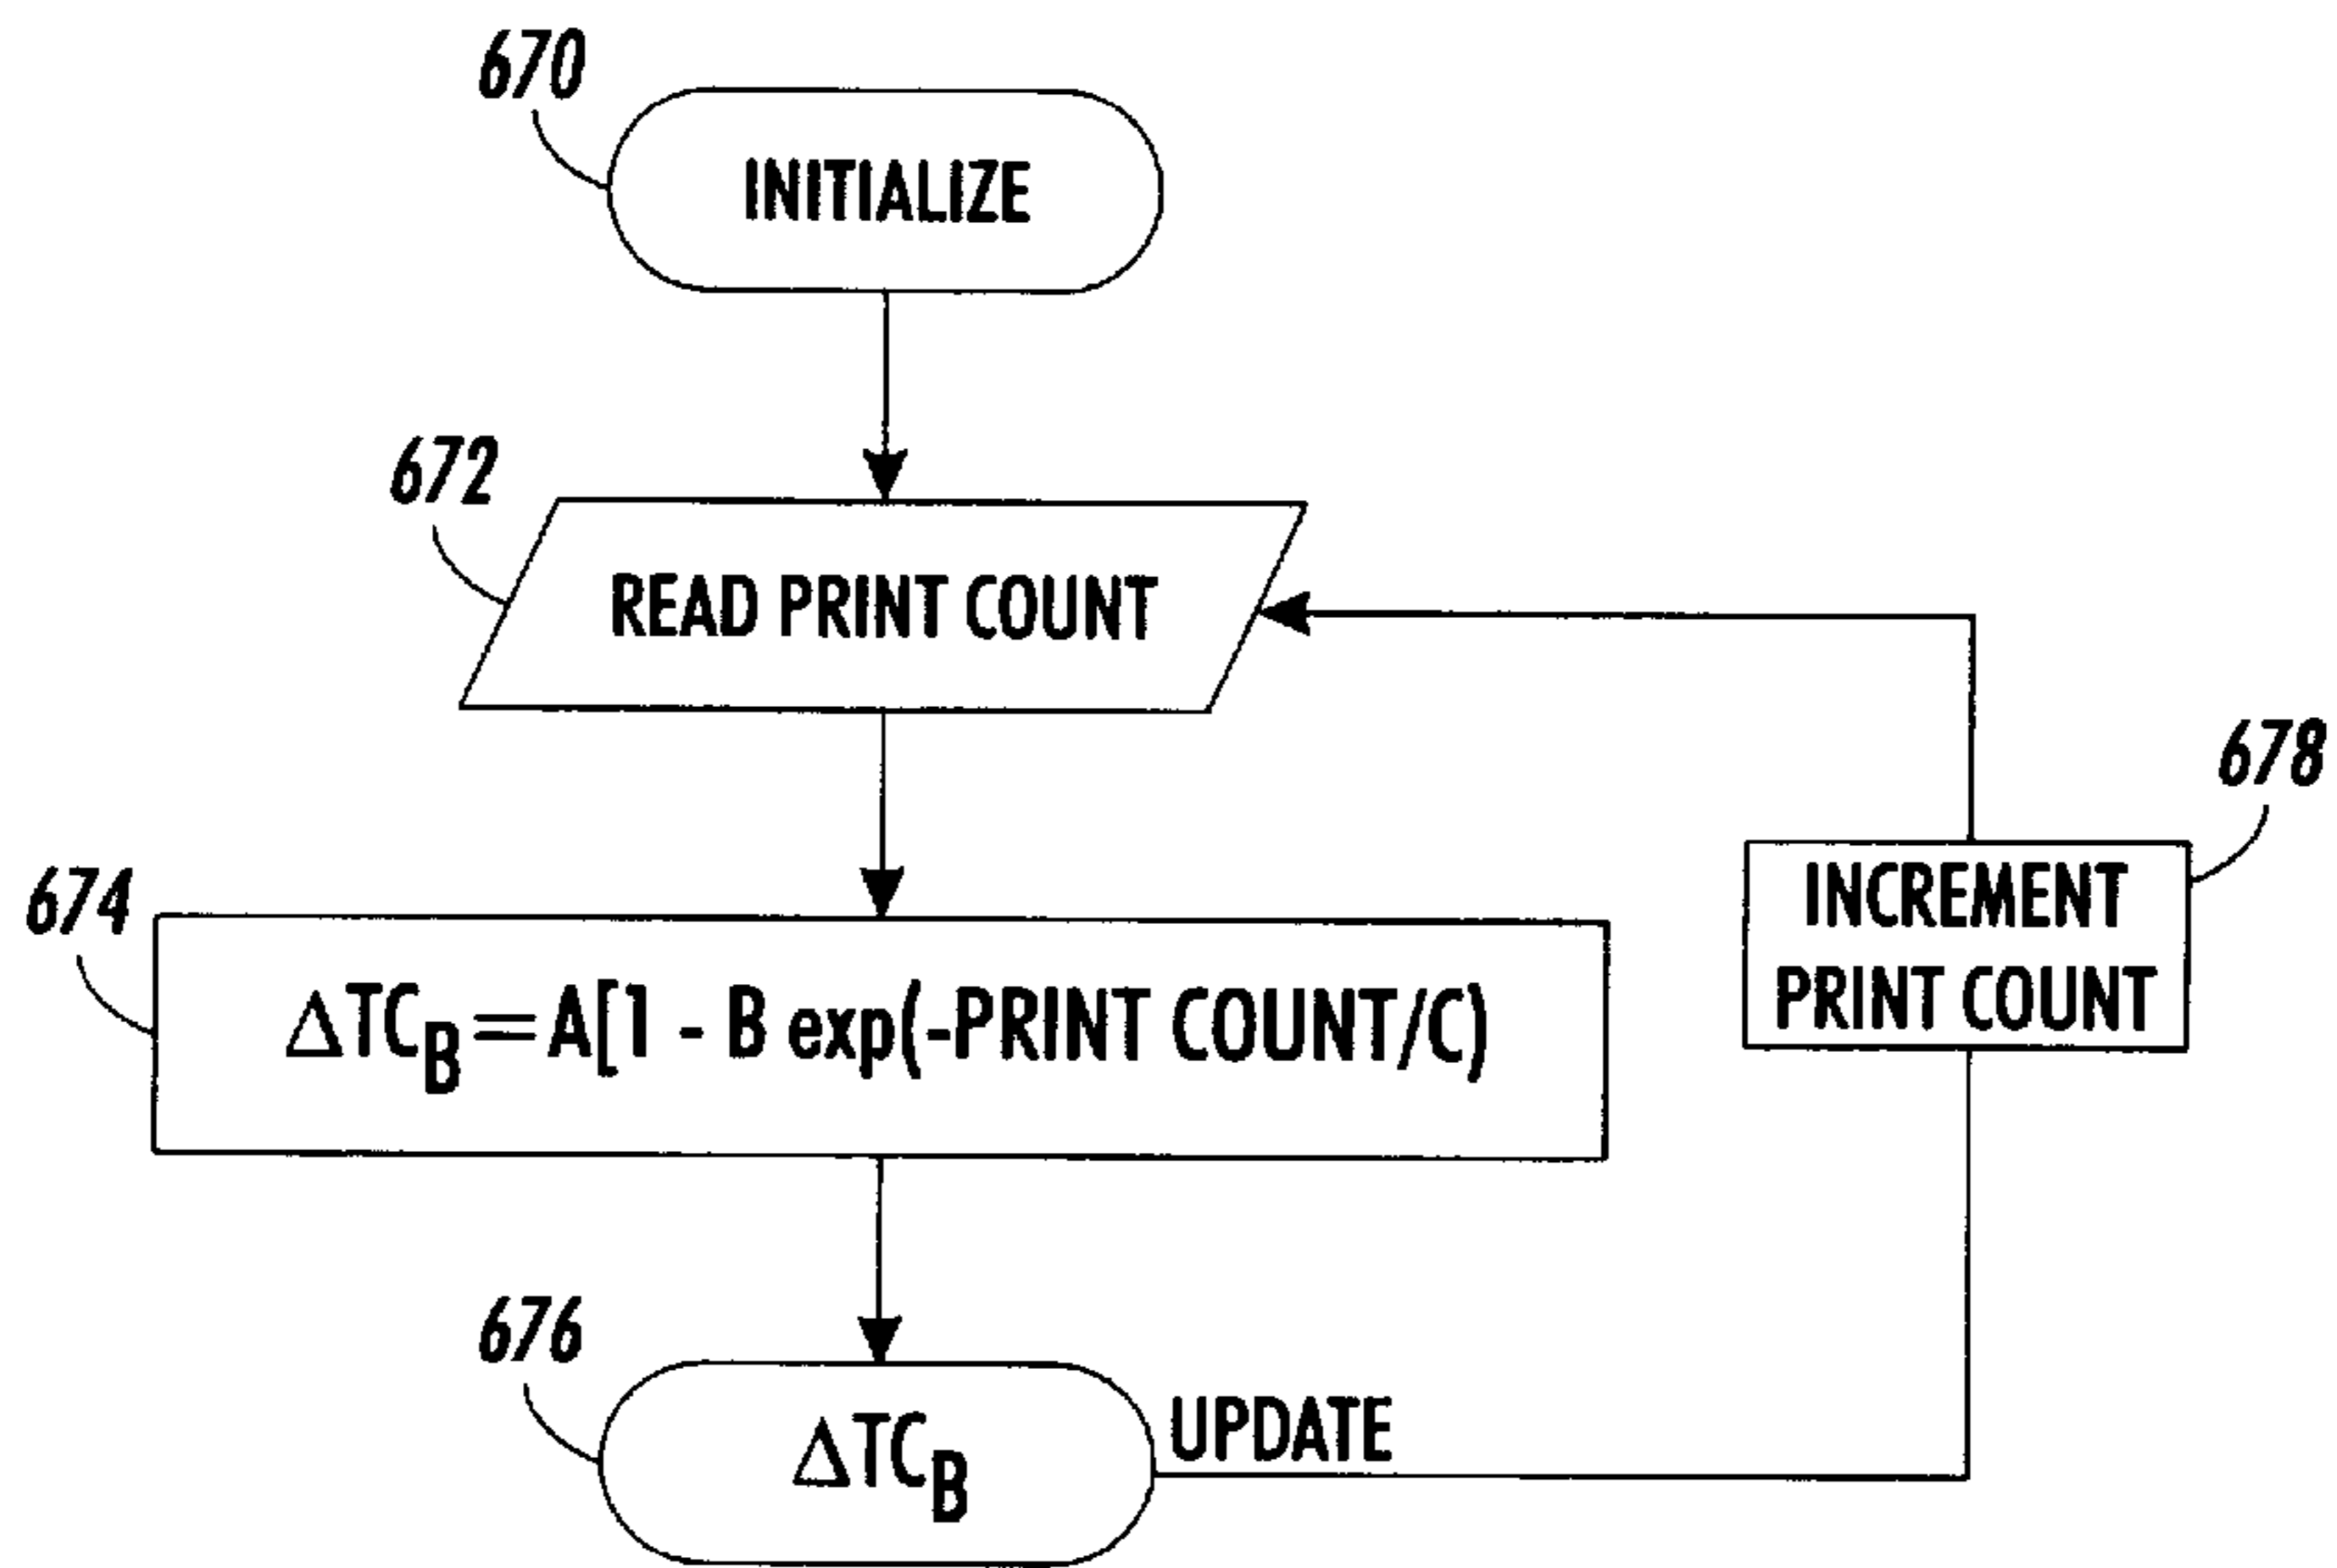 670
INITIALIZE
672
READ PRINT COUNT
678
INCREMENT
PRINT COUNT
674
ΔTC_B=A[1 - B exp(-PRINT COUNT/C)
676
ΔTC_B
UPDATE